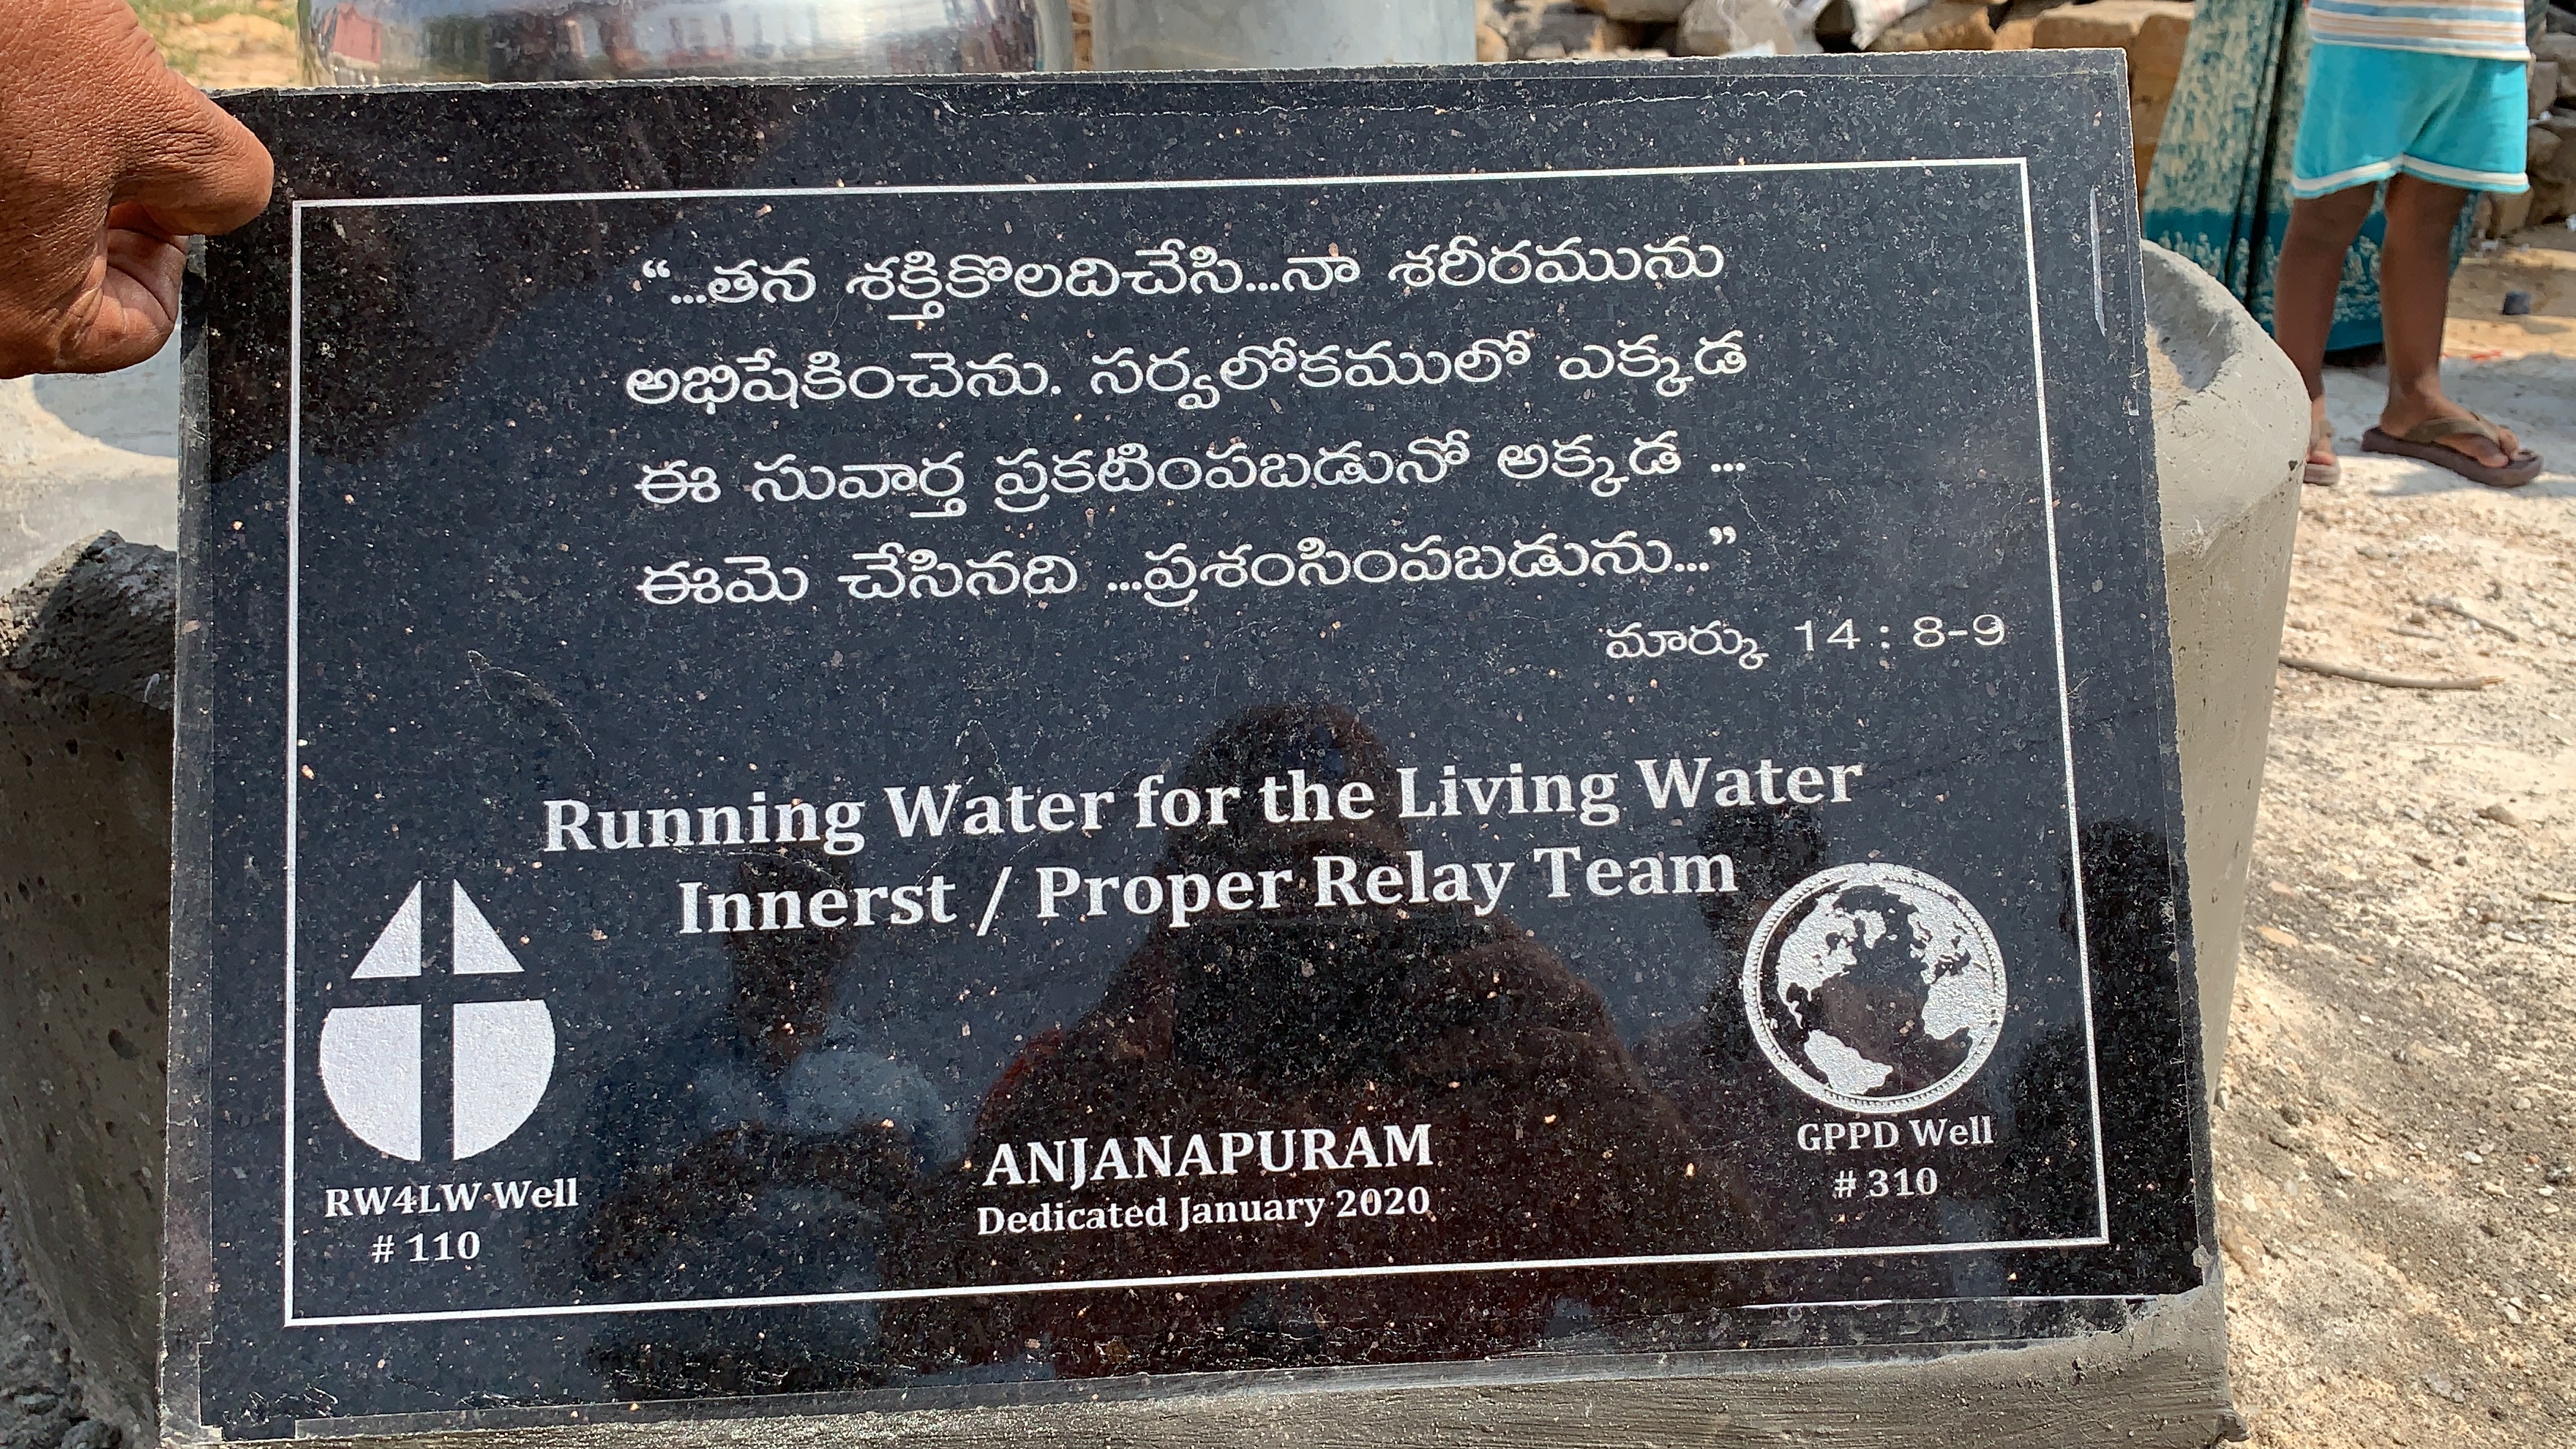 “...తన శక్తికొలదిచేసి...నా శరీరమును
అభిషేకించెను. సర్వలోకములో ఎక్కడ
ఈ సువార్త ప్రకటింపబడునో అక్కడ ...
ఈమె చేసినది ...ప్రశంసింపబడును...”
మార్కు 14 : 8-9
Running Water for the Living Water
Innerst / Proper Relay Team
RW4LW Well
# 110
ANJANAPURAM
Dedicated January 2020
GPPD Well
# 310